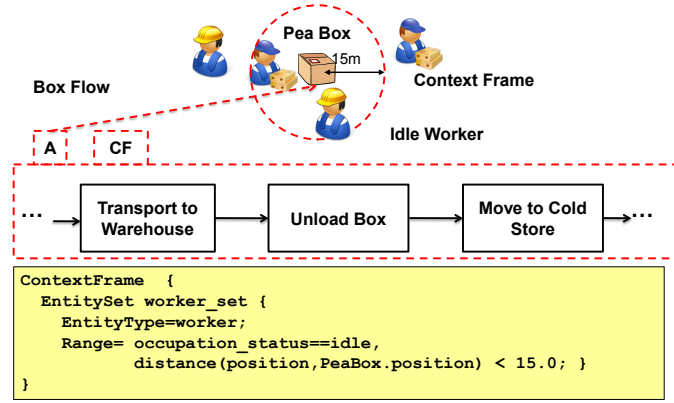 Pea Box
15m
Context Frame
Box Flow
Idle Worker
A
CF
...
Transport to
Warehouse
Unload Box
Move to Cold
Store
...
ContextFrame {
EntitySet worker_set {
EntityType=worker;
Range= occupation_status==idle,
distance(position,PeaBox.position) < 15.0; }
}